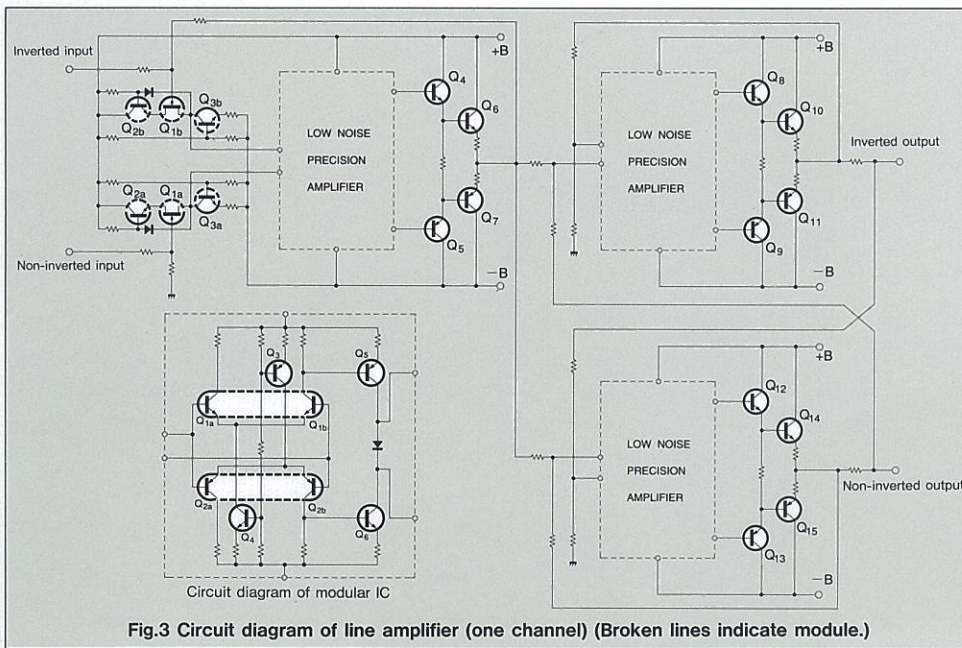 Inverted input
Non-inverted input
Q2b
Q1b
Q3b
Q2a
Q1a
Q3a
LOW NOISE
PRECISION
AMPLIFIER
Q4
Q6
Q7
Q5
+B
−B
LOW NOISE
PRECISION
AMPLIFIER
Q8
Q10
Q11
Q9
+B
−B
Inverted output
LOW NOISE
PRECISION
AMPLIFIER
Q12
Q14
Q15
Q13
+B
−B
Non-inverted output
Q3
Q5
Q1a
Q1b
Q2a
Q2b
Q4
Q6
Circuit diagram of modular IC
Fig.3 Circuit diagram of line amplifier (one channel) (Broken lines indicate module.)